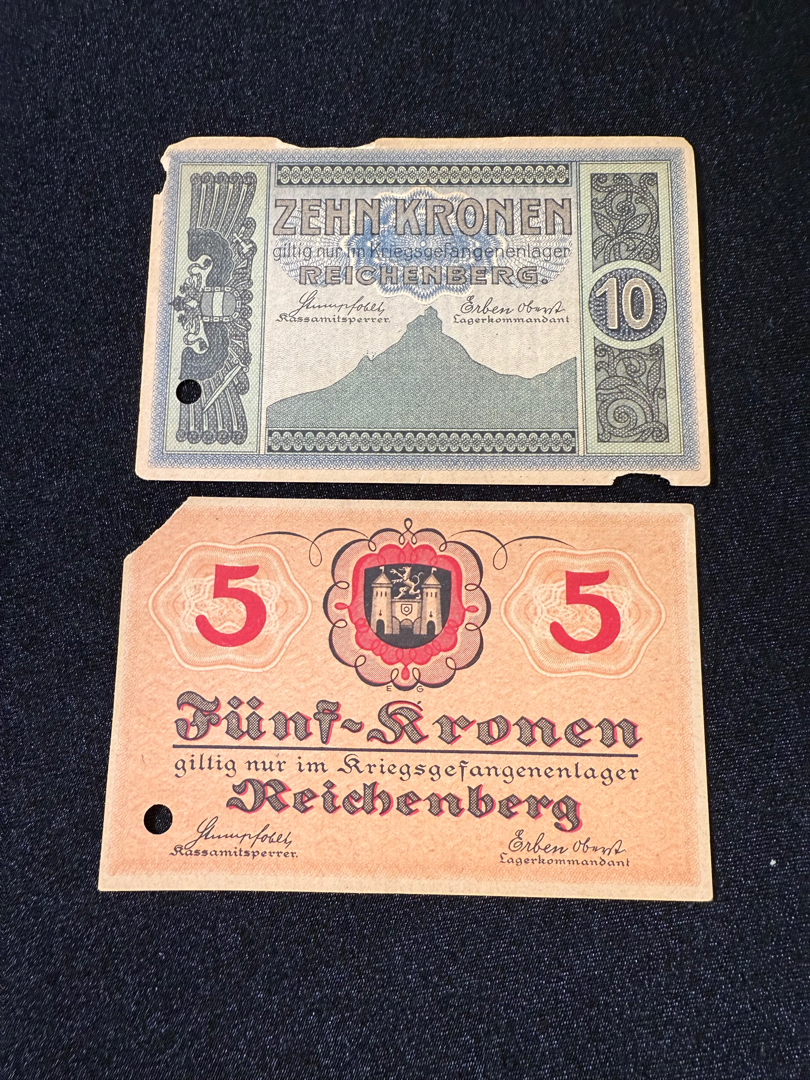 ZEHN KRONEN
giltig nur im Kriegsgefangenenlager
REICHENBERG.
Stumpfoll Erben Oberst
Kassamitsperrer. Lagerkommandant
10
5 5
E G
Fünf-Kronen
giltig nur im Kriegsgefangenenlager
Reichenberg
Erben Oberst
Kassamitsperrer. Lagerkommandant